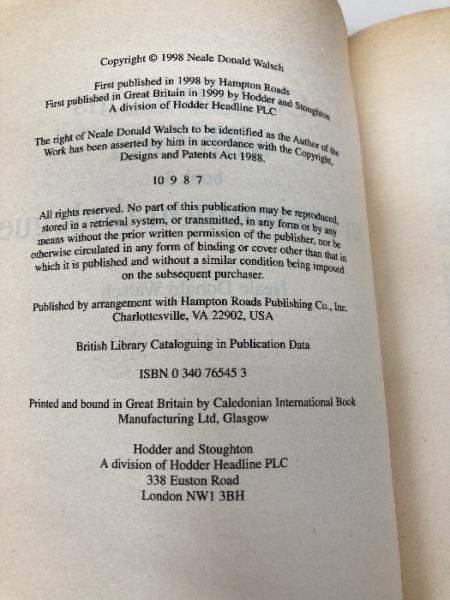 Copyright © 1998 Neale Donald Walsch
First published in 1998 by Hampton Roads
First published in Great Britain in 1999 by Hodder and Stoughton
A division of Hodder Headline PLC
The right of Neale Donald Walsch to be identified as the Author of the
Work has been asserted by him in accordance with the Copyright,
Designs and Patents Act 1988.
10 9 8 7
All rights reserved. No part of this publication may be reproduced,
stored in a retrieval system, or transmitted, in any form or by any
means without the prior written permission of the publisher, nor be
otherwise circulated in any form of binding or cover other than that in
which it is published and without a similar condition being imposed
on the subsequent purchaser.
Published by arrangement with Hampton Roads Publishing Co., Inc.
Charlottesville, VA 22902, USA
British Library Cataloguing in Publication Data
ISBN 0 340 76545 3
Printed and bound in Great Britain by Caledonian International Book
Manufacturing Ltd, Glasgow
Hodder and Stoughton
A division of Hodder Headline PLC
338 Euston Road
London NW1 3BH